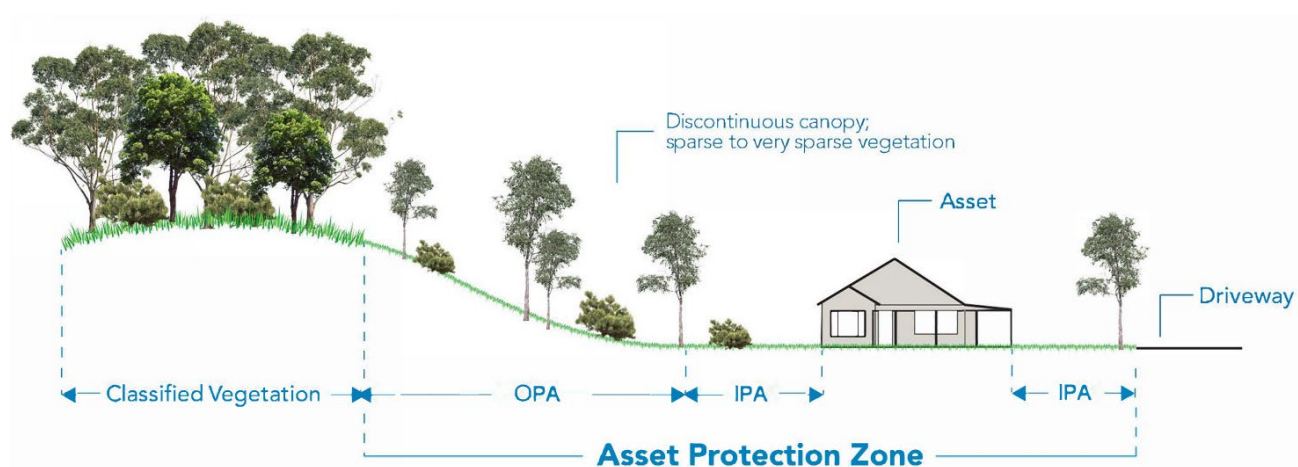 Discontinuous canopy;
sparse to very sparse vegetation
Asset
Driveway
Classified Vegetation
OPA
IPA
IPA
Asset Protection Zone